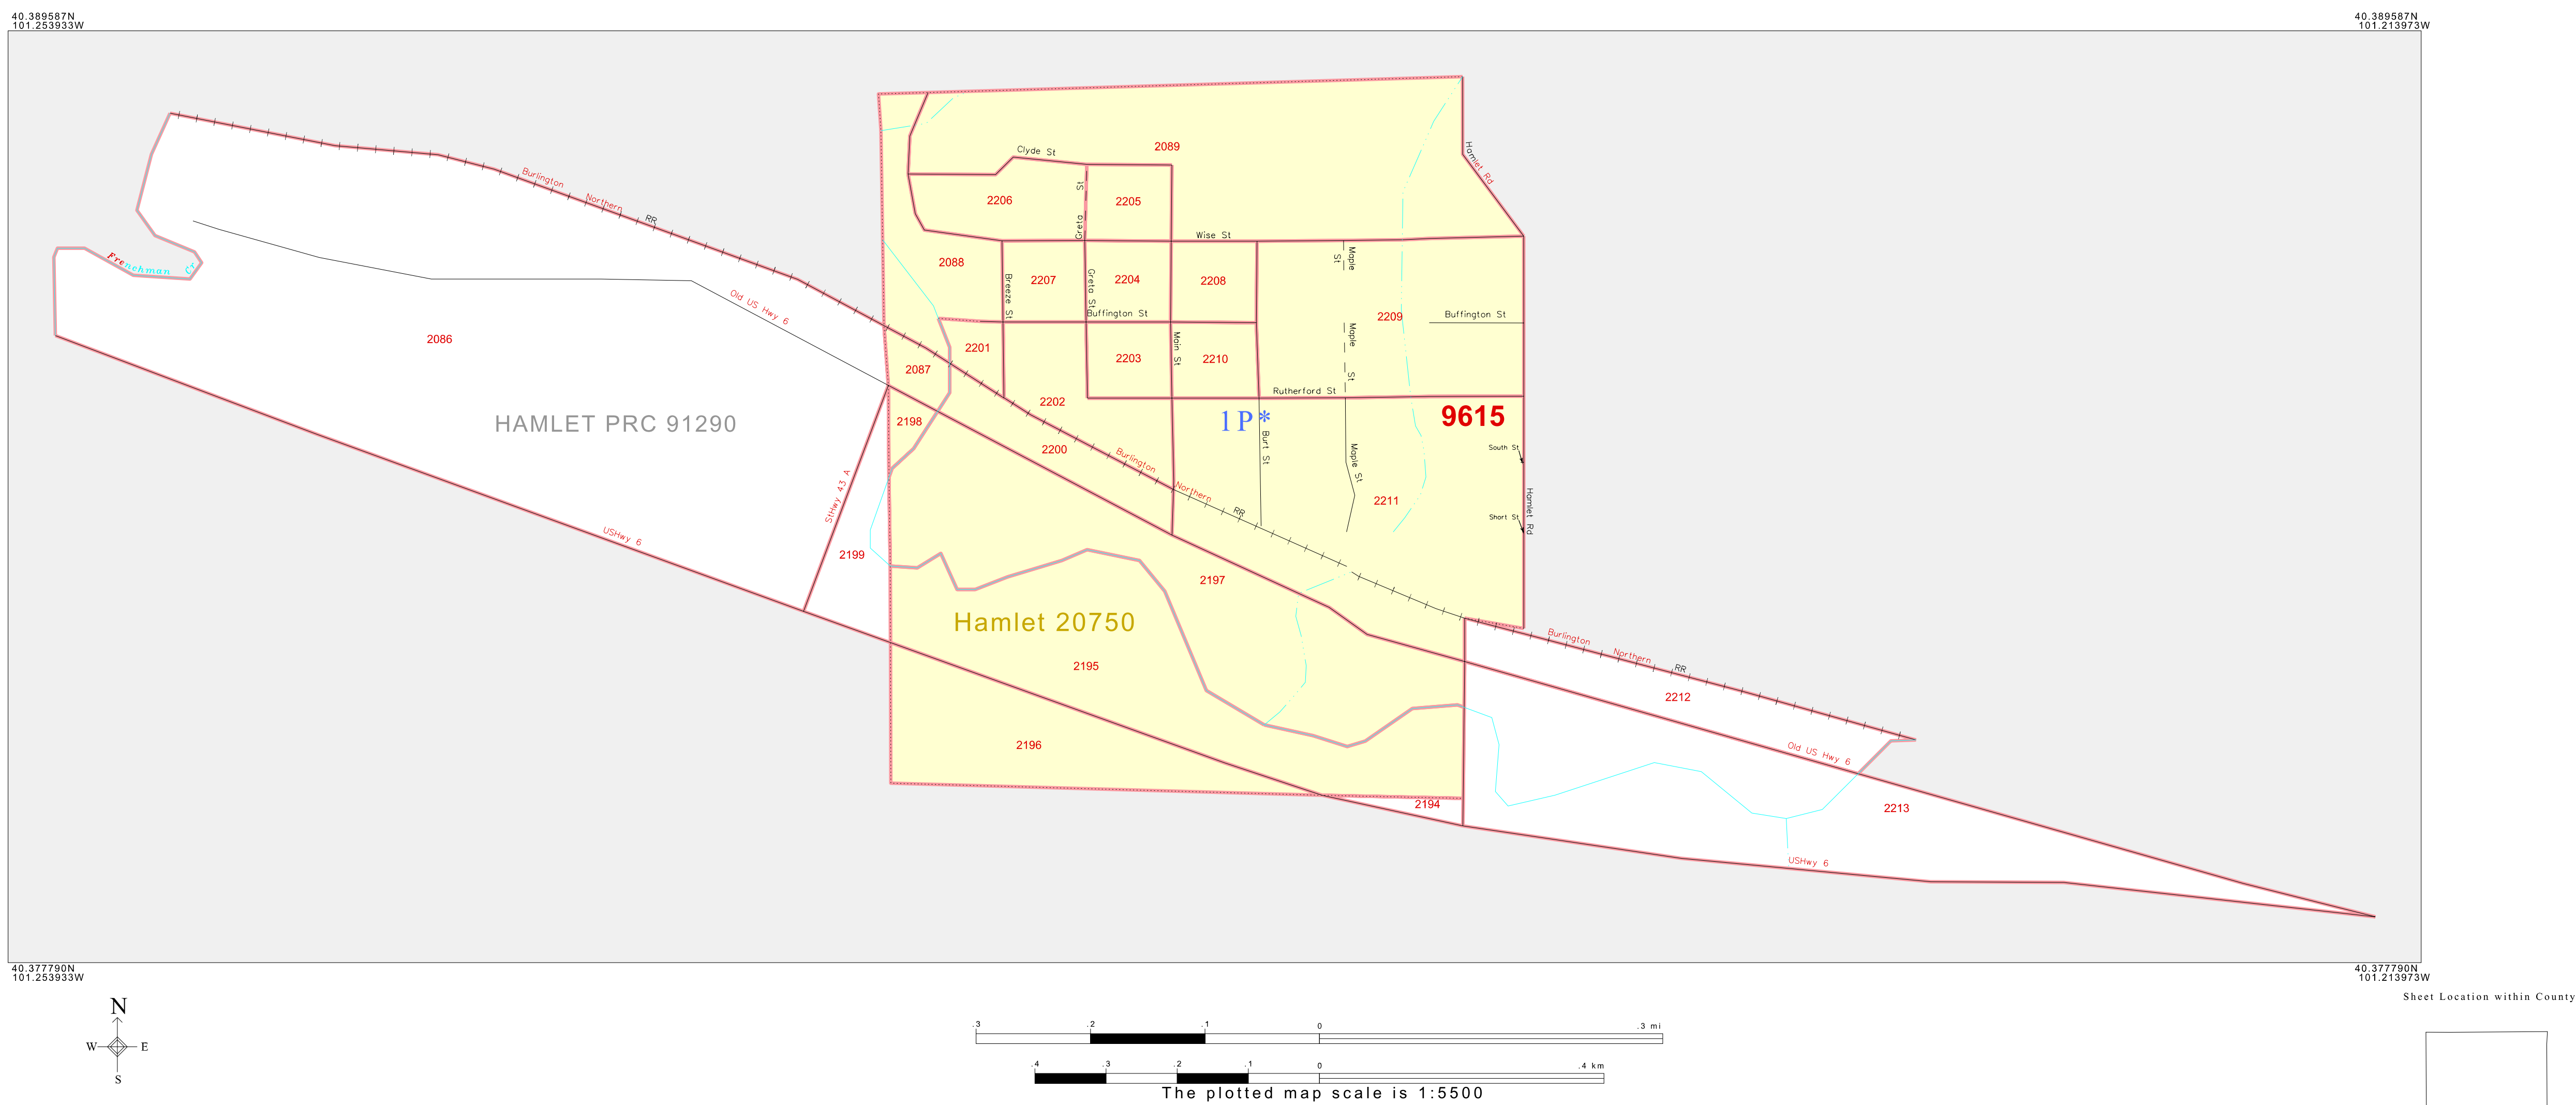 40.389587N
101.253933W
40.389587N
101.213973W
Hamlet Rd
Clyde St
2089
Burlington
Northern
RR
2206
Greta St
2205
Wise St
Frenchman Cr
2088
Breeze St
2207
Greta St
2204
2208
Maple St
Old US Hwy 6
Buffington St
2209
Buffington St
2086
2201
Main St
Maple St
2087
2203
2210
Rutherford St
HAMLET PRC 91290
2202
2198
1P*
9615
2200
Burlington
Northern
RR
Burt St
Maple St
South St
StHwy 43 A
2211
Hamlet Rd
Short St
USHwy 6
2199
2197
Hamlet 20750
Burlington
Northern
RR
2195
2212
2196
Old US Hwy 6
2194
2213
USHwy 6
40.377790N
101.253933W
40.377790N
101.213973W
Sheet Location within County
N
W E
S
.3 .2 .1 0 .3 mi
.4 .3 .2 .1 0 .4 km
The plotted map scale is 1:5500